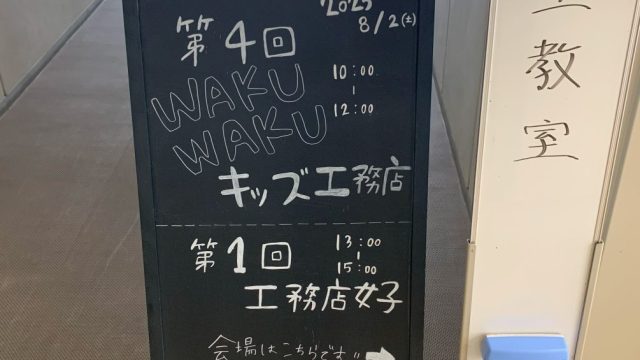 2025
8/2(土)
第4回
WAKU
WAKU
10:00
12:00
キッズ工務店
第1回
13:00
15:00
工務店女子
会場はこちらです!!
教室